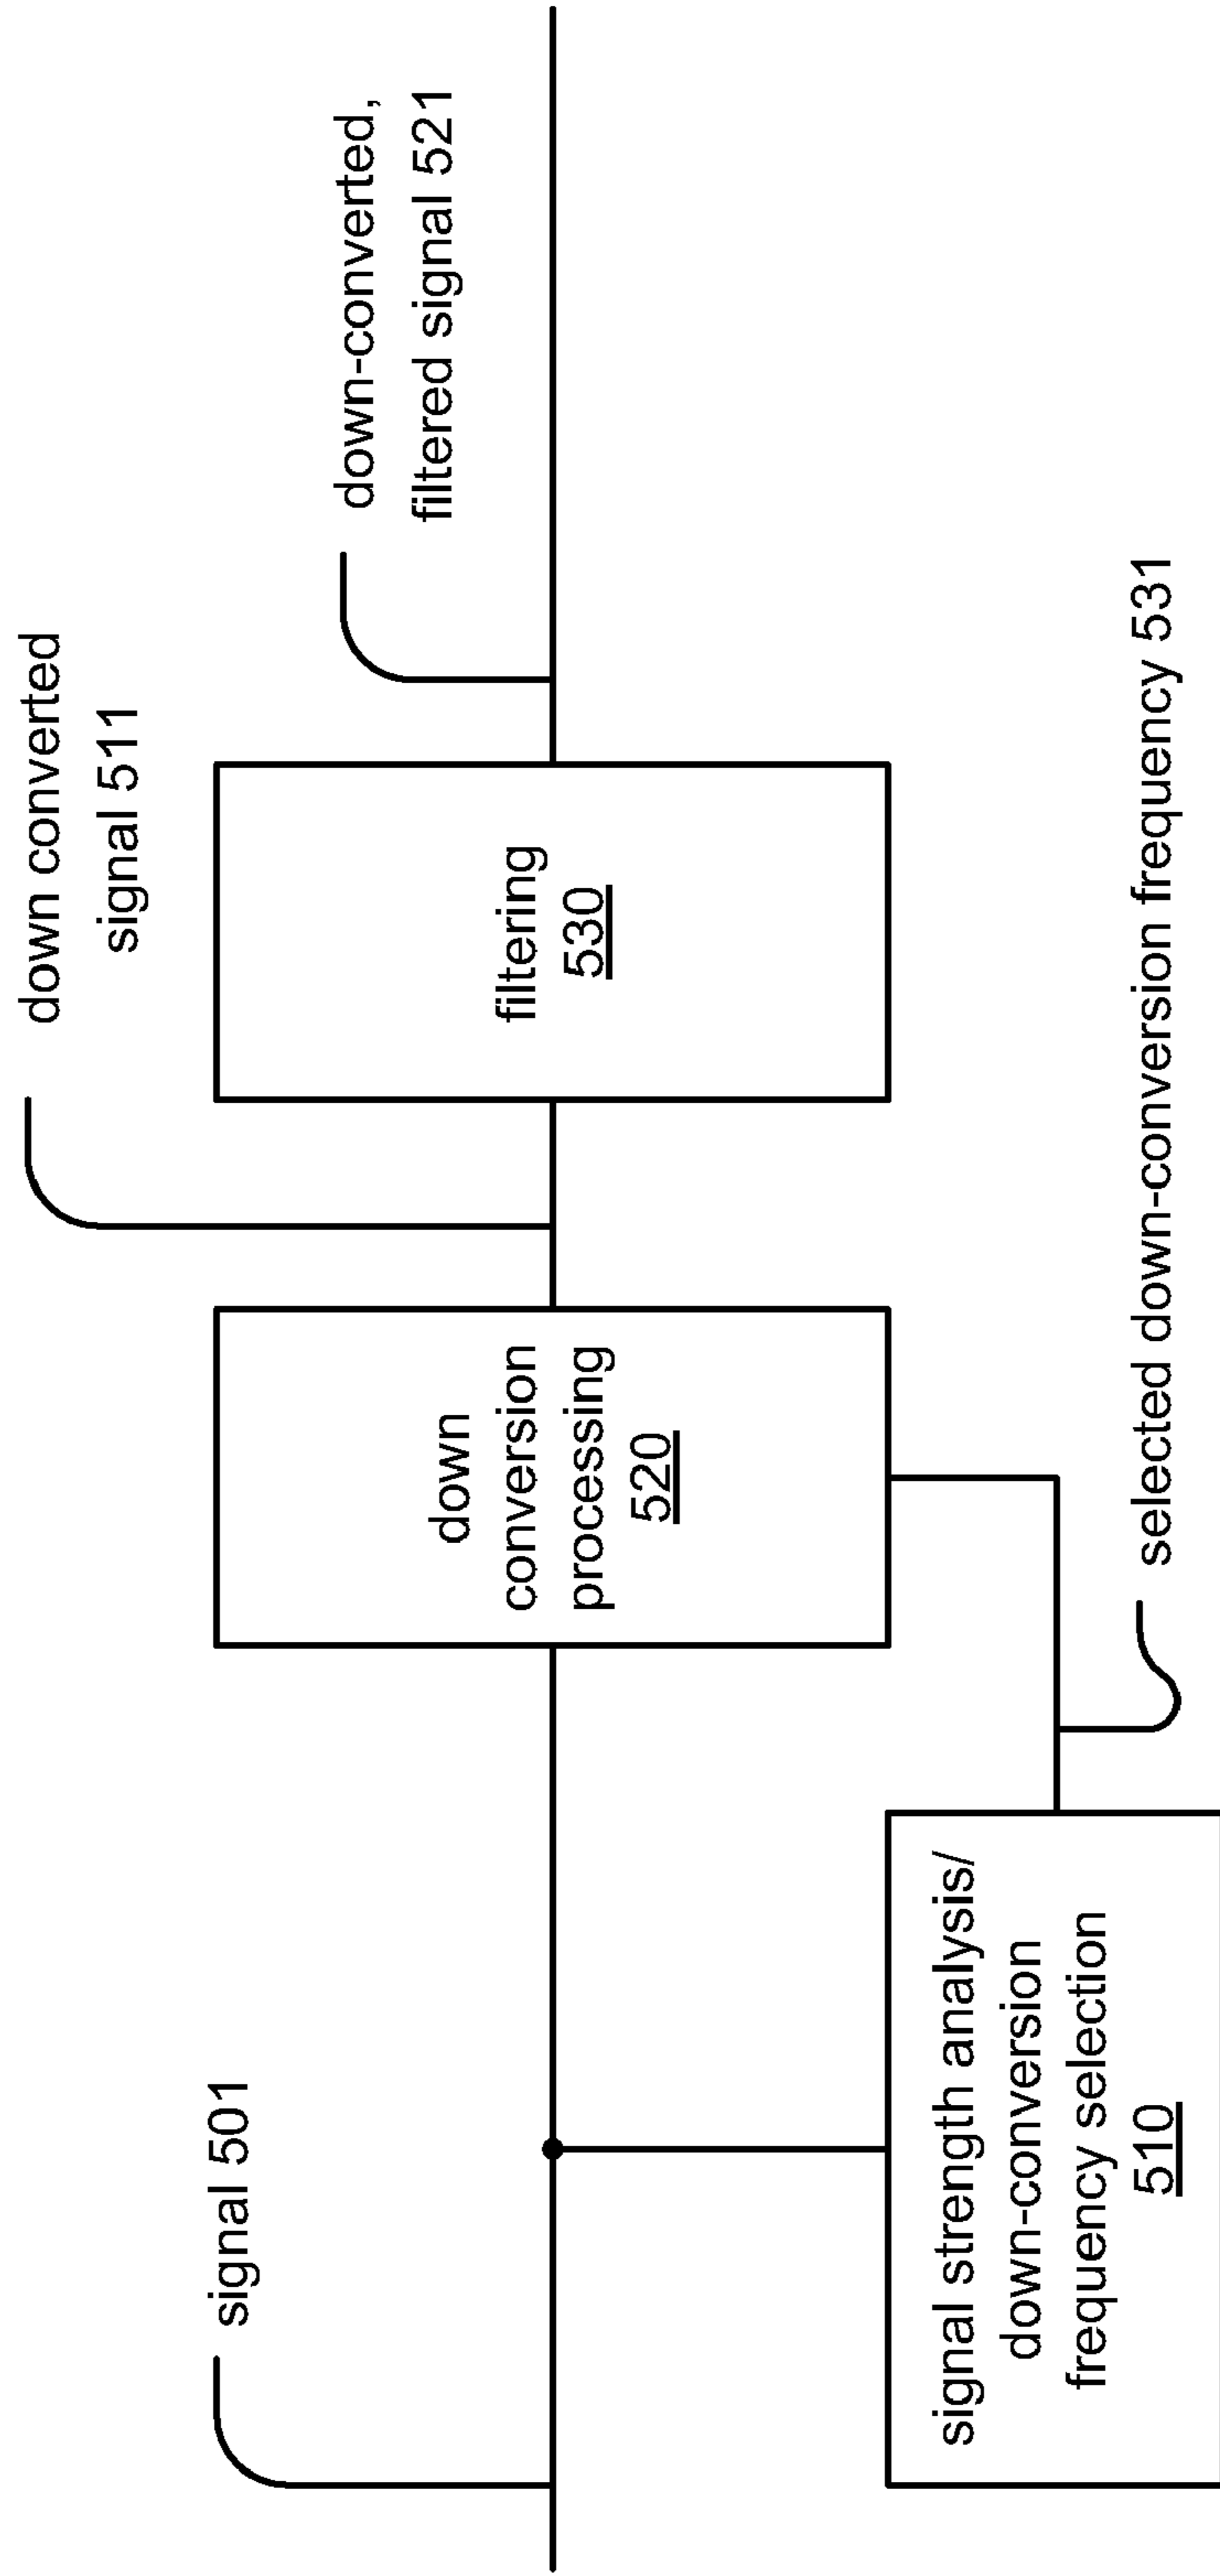 signal 501
down converted
signal 511
down-converted,
filtered signal 521
down
conversion
processing
520
filtering
530
signal strength analysis/
down-conversion
frequency selection
510
selected down-conversion frequency 531